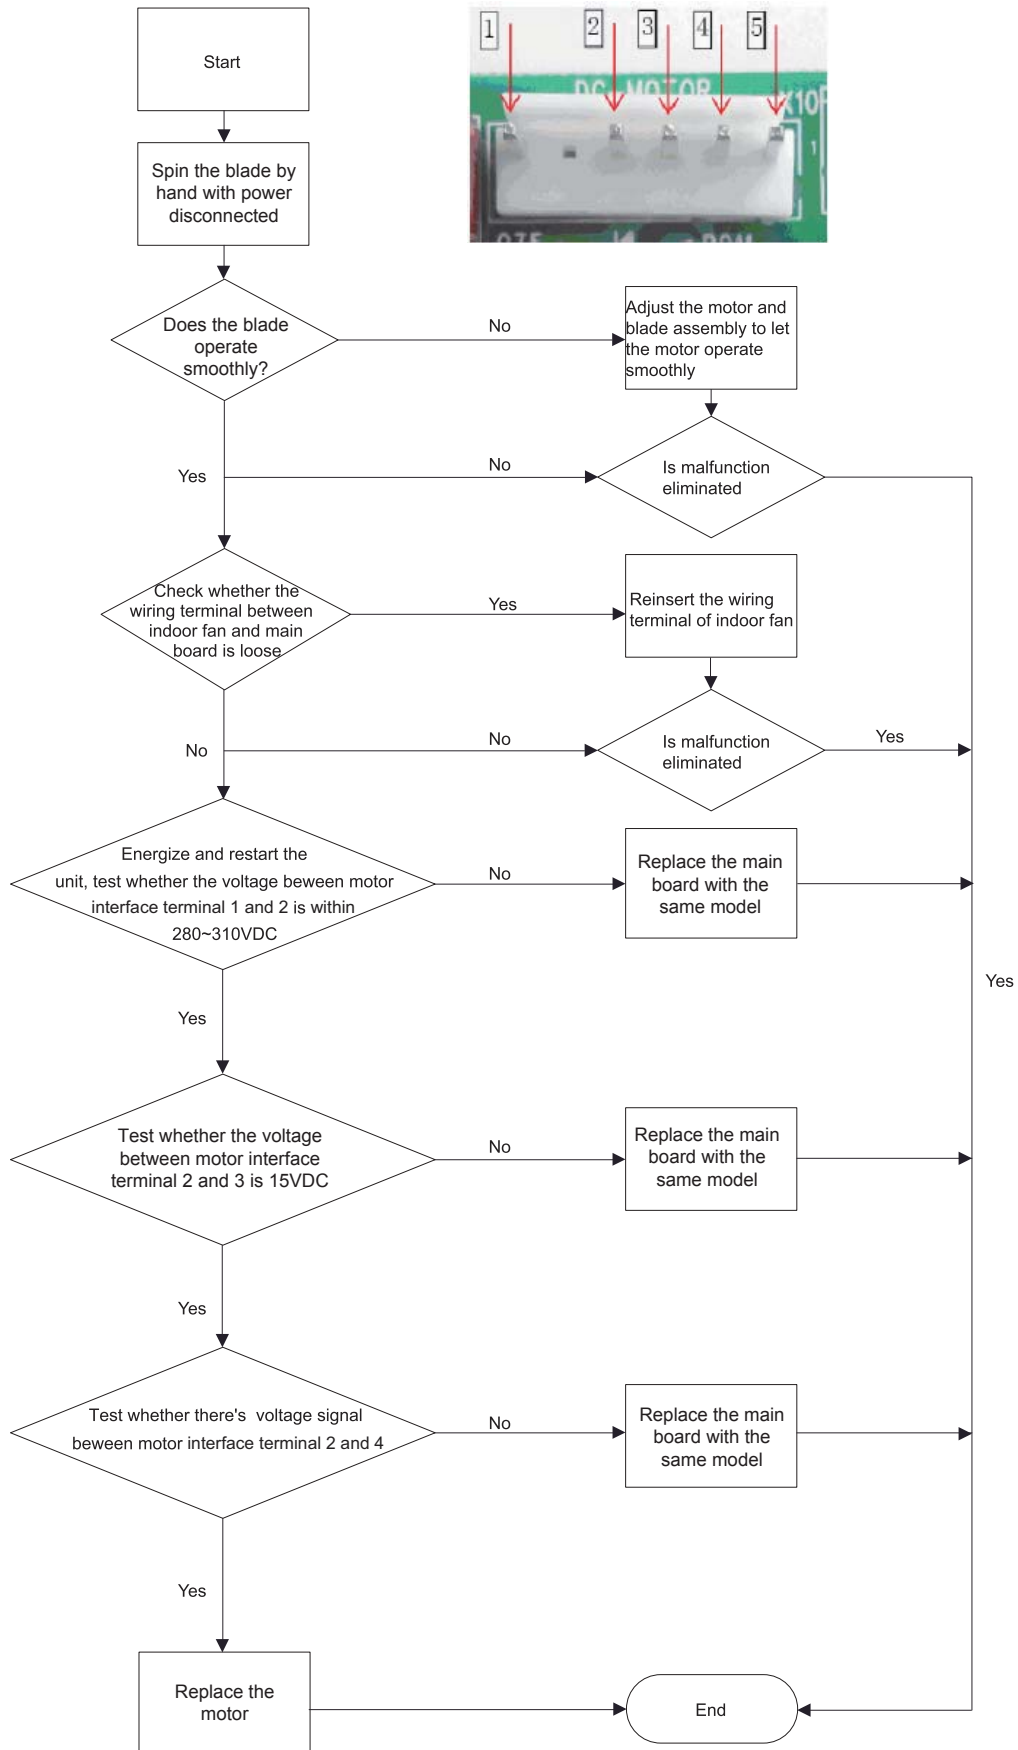 Start
1
2
3
4
5
DC MOTOR
1
Spin the blade by
hand with power
disconnected
Does the blade
operate
smoothly?
No
Adjust the motor and
blade assembly to let
the motor operate
smoothly
Yes
No
Is malfunction
eliminated
Check whether the
wiring terminal between
indoor fan and main
board is loose
Yes
Reinsert the wiring
terminal of indoor fan
No
No
Is malfunction
eliminated
Yes
Energize and restart the
unit, test whether the voltage beween motor
interface terminal 1 and 2 is within
280~310VDC
No
Replace the main
board with the
same model
Yes
Yes
Test whether the voltage
between motor interface
terminal 2 and 3 is 15VDC
No
Replace the main
board with the
same model
Yes
Test whether there's voltage signal
beween motor interface terminal 2 and 4
No
Replace the main
board with the
same model
Yes
Replace the
motor
End